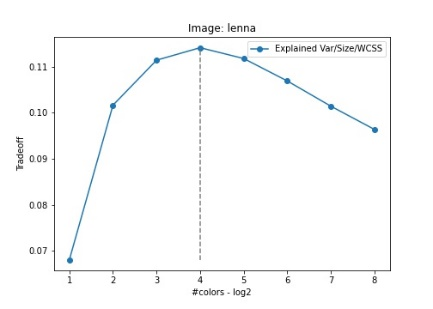 Image: lenna
Explained Var/Size/WCSS
0.11
0.10
0.09
0.08
0.07
Tradeoff
1 2 3 4 5 6 7 8
#colors - log2